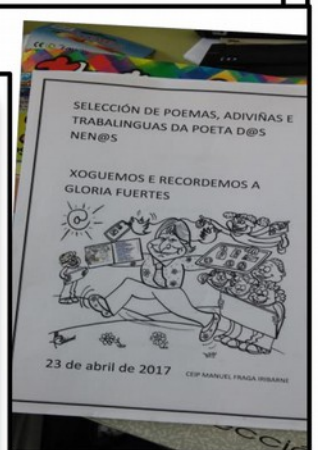 SELECCIÓN DE POEMAS, ADIVIÑAS E
TRABALINGUAS DA POETA D@S
NEN@S
XOGUEMOS E RECORDEMOS A
GLORIA FUERTES
@
23 de abril de 2017
CEIP MANUEL FRAGA IRIBARNE